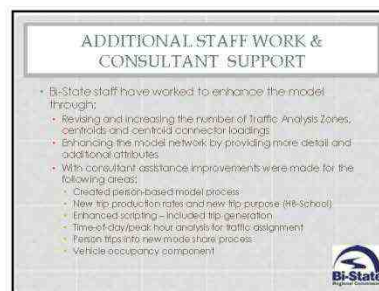 ADDITIONAL STAFF WORK &
CONSULTANT SUPPORT
• Bi-State staff have worked to enhance the model
through:
• Revising and increasing the number of Traffic Analysis Zones,
centroids and centroid connector loadings
• Enhancing the model network by providing more detail and
additional attributes
• With consultant assistance improvements were made for the
following areas:
• Created person-based model process
• New trip production rates and new trip purpose (HB-School)
• Enhanced scripting – included trip generation
• Time-of-day/peak hour analysis for traffic assignment
• Person trips into new mode share process
• Vehicle occupancy component
Bi-State
Regional Commission